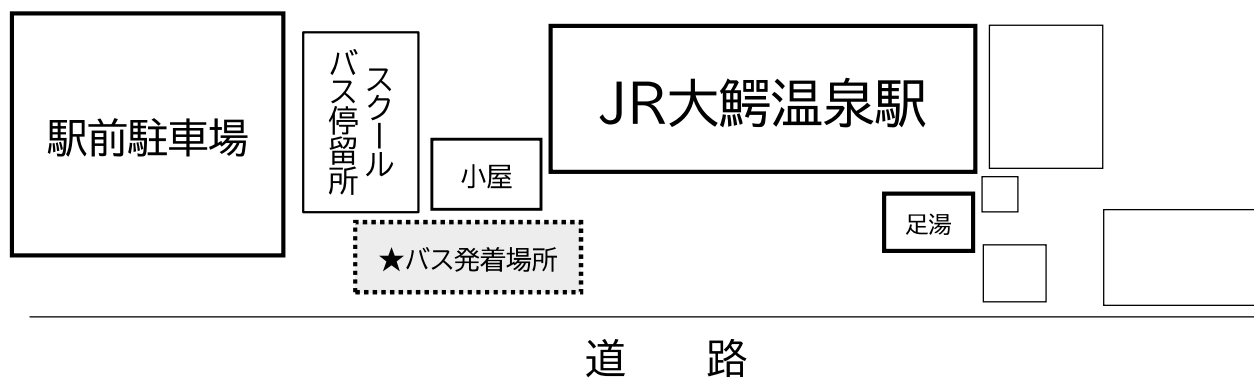 駅前駐車場
スクール
バス停留所
小屋
JR大鰐温泉駅
足湯
★バス発着場所
道　路